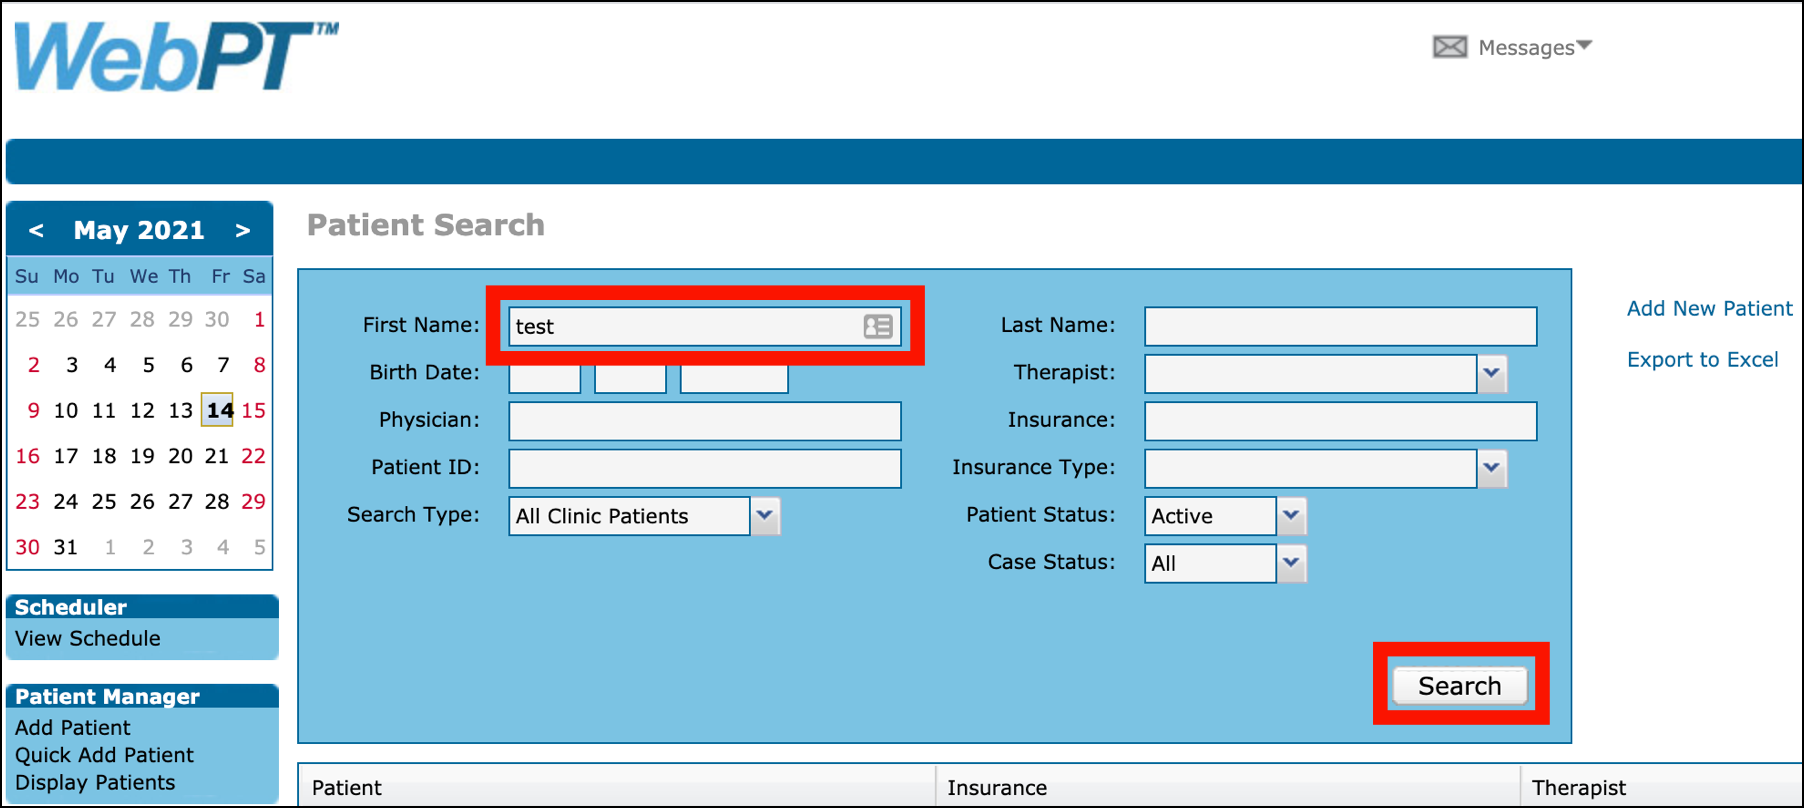 WebPT™
Messages
< May 2021 >
Su Mo Tu We Th Fr Sa
25 26 27 28 29 30 1
2 3 4 5 6 7 8
9 10 11 12 13 14 15
16 17 18 19 20 21 22
23 24 25 26 27 28 29
30 31 1 2 3 4 5
Scheduler
View Schedule
Patient Manager
Add Patient
Quick Add Patient
Display Patients
Patient Search
First Name: test
Last Name:
Birth Date:
Therapist:
Physician:
Insurance:
Patient ID:
Insurance Type:
Search Type: All Clinic Patients
Patient Status: Active
Case Status: All
Search
Add New Patient
Export to Excel
Patient Insurance Therapist